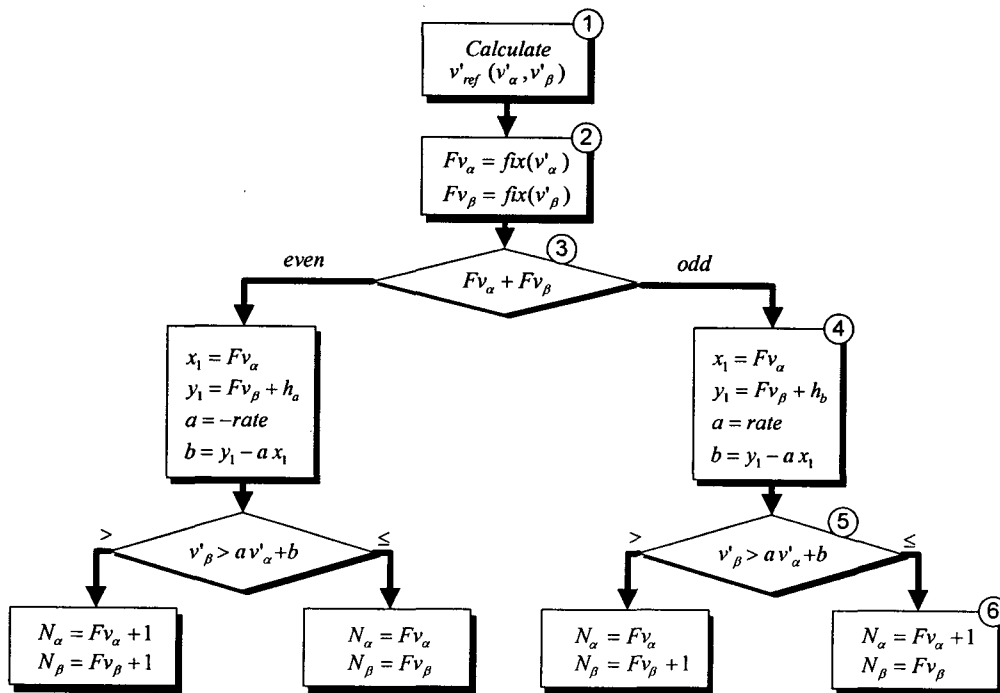 1
Calculate
v'ref (v'α, v'β)
2
Fvα = fix(v'α)
Fvβ = fix(v'β)
3
even
Fvα + Fvβ
odd
x1 = Fvα
y1 = Fvβ + ha
a = -rate
b = y1 - a x1
4
x1 = Fvα
y1 = Fvβ + hb
a = rate
b = y1 - a x1
>
v'β > a v'α + b
≤
5
>
v'β > a v'α + b
≤
Nα = Fvα + 1
Nβ = Fvβ + 1
Nα = Fvα
Nβ = Fvβ
Nα = Fvα
Nβ = Fvβ + 1
6
Nα = Fvα + 1
Nβ = Fvβ